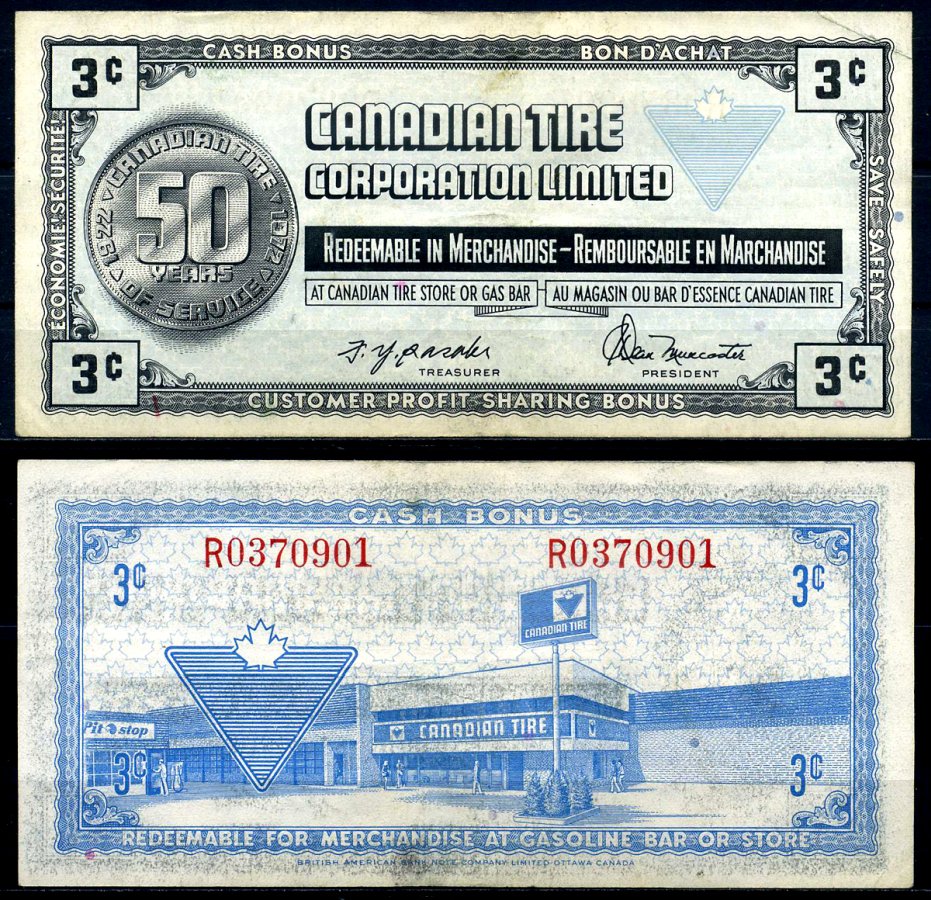 CASH BONUS BON D'ACHAT
3¢ 3¢
ÉCONOMIE! SECURITÉ!
CANADIAN TIRE
50
YEARS
OF SERVICE
1922 1972
CANADIAN TIRE
CORPORATION LIMITED
REDEEMABLE IN MERCHANDISE – REMBOURSABLE EN MARCHANDISE
AT CANADIAN TIRE STORE OR GAS BAR AU MAGASIN OU BAR D'ESSENCE CANADIAN TIRE
SAVE SAFELY
Dean Muncaster
TREASURER PRESIDENT
3¢ 3¢
CUSTOMER PROFIT SHARING BONUS
CASH BONUS
R0370901 R0370901
3¢ 3¢
CANADIAN TIRE
Pit stop
CANADIAN TIRE
3¢ 3¢
REDEEMABLE FOR MERCHANDISE AT GASOLINE BAR OR STORE
BRITISH AMERICAN BANK NOTE COMPANY LIMITED OTTAWA CANADA